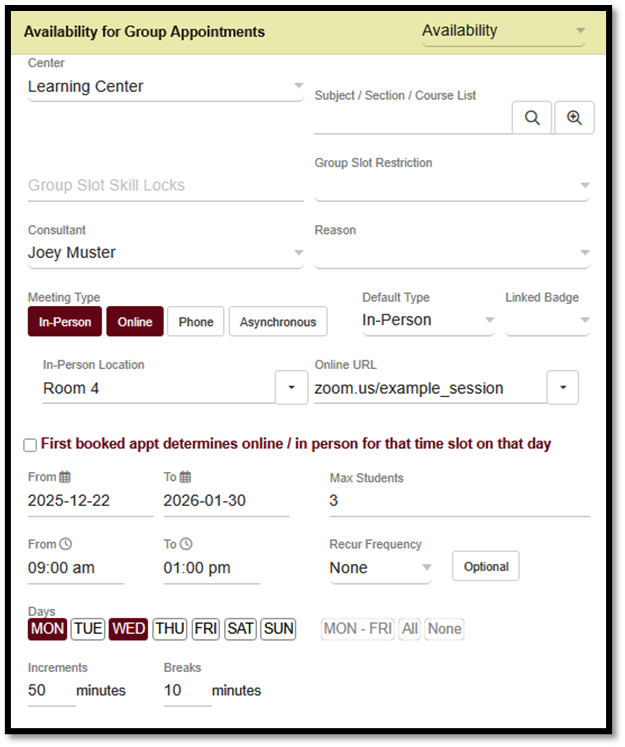 Availability for Group Appointments Availability
Center
Learning Center
Subject / Section / Course List
Group Slot Restriction
Group Slot Skill Locks
Consultant Reason
Joey Muster
Meeting Type Default Type Linked Badge
In-Person Online Phone Asynchronous In-Person
In-Person Location Online URL
Room 4 zoom.us/example_session
First booked appt determines online / in person for that time slot on that day
From To Max Students
2025-12-22 2026-01-30 3
From To Recur Frequency
09:00 am 01:00 pm None Optional
Days
MON TUE WED THU FRI SAT SUN MON - FRI All None
Increments Breaks
50 minutes 10 minutes